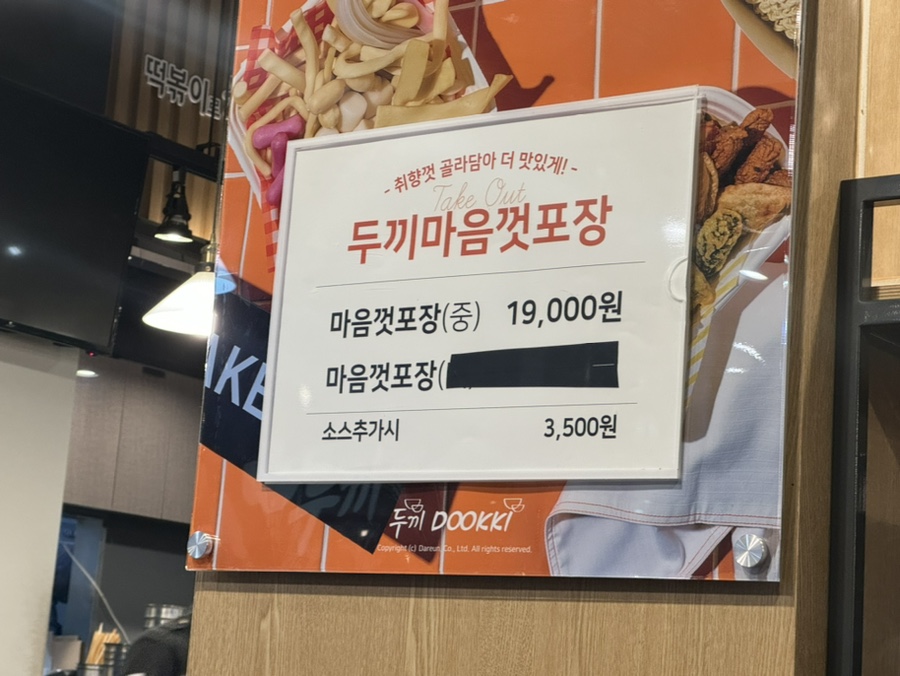 떡볶이를
- 취향껏 골라담아 더 맛있게! -
Take Out
두끼마음껏포장
마음껏포장(중) 19,000원
마음껏포장(
소스추가시 3,500원
AKE
두끼 DOOKKI
Copyright (c) Dareun Co., Ltd. All rights reserved.